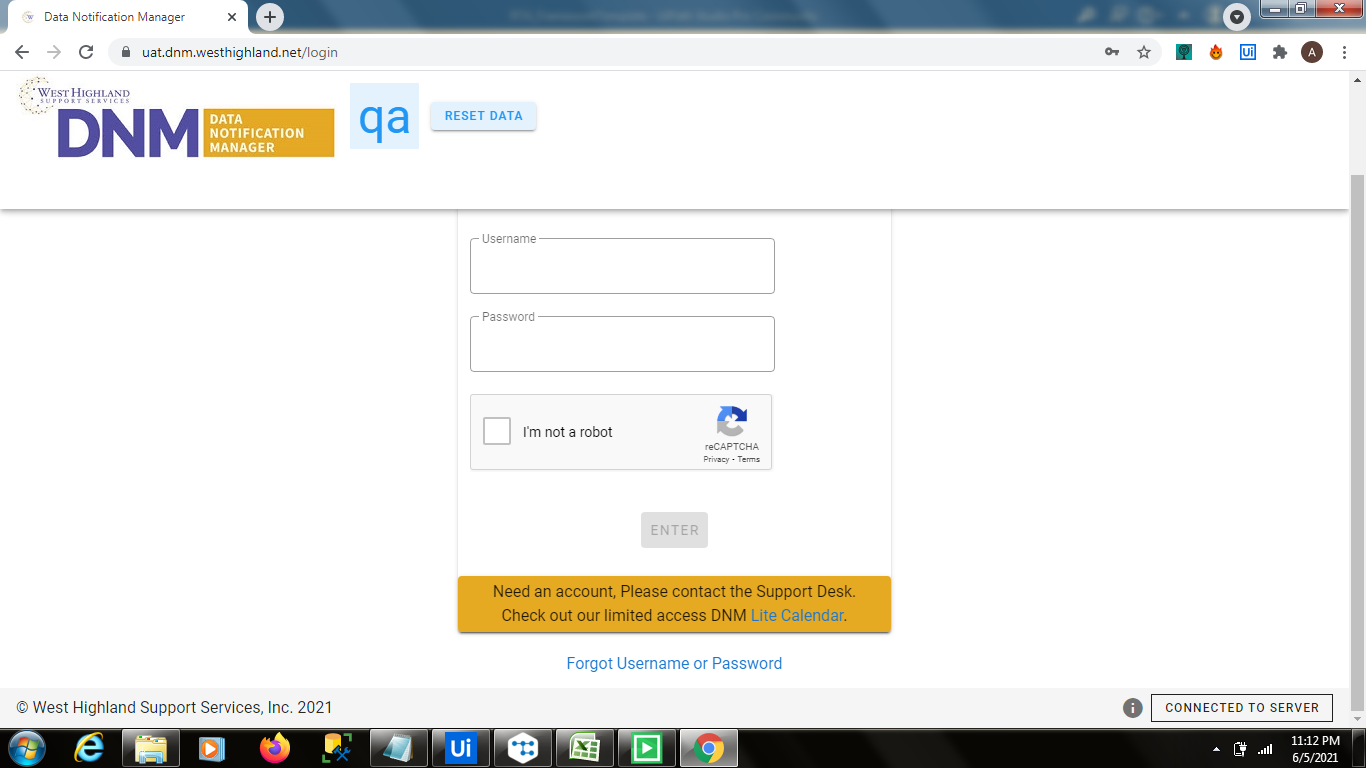 Data Notification Manager
uat.dnm.westhighland.net/login
A
WEST HIGHLAND
SUPPORT SERVICES
DNM
DATA
NOTIFICATION
MANAGER
qa
RESET DATA
Username
Password
I'm not a robot
reCAPTCHA
Privacy - Terms
ENTER
Need an account, Please contact the Support Desk.
Check out our limited access DNM Lite Calendar.
Forgot Username or Password
© West Highland Support Services, Inc. 2021
CONNECTED TO SERVER
Ui
11:12 PM
6/5/2021